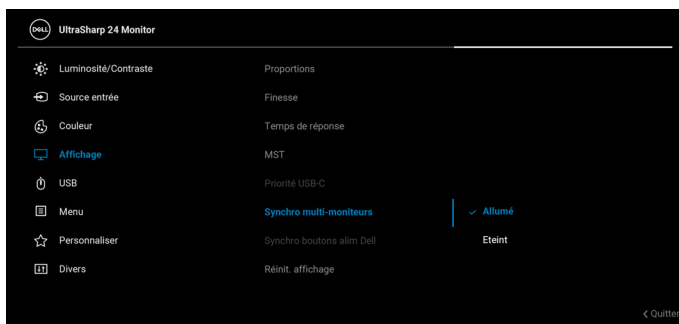 DELL UltraSharp 24 Monitor
Luminosité/Contraste Proportions
Source entrée Finesse
Couleur Temps de réponse
Affichage MST
USB Priorité USB-C
Menu Synchro multi-moniteurs Allumé
Personnaliser Synchro boutons alim Dell Eteint
Divers Réinit. affichage
Quitter